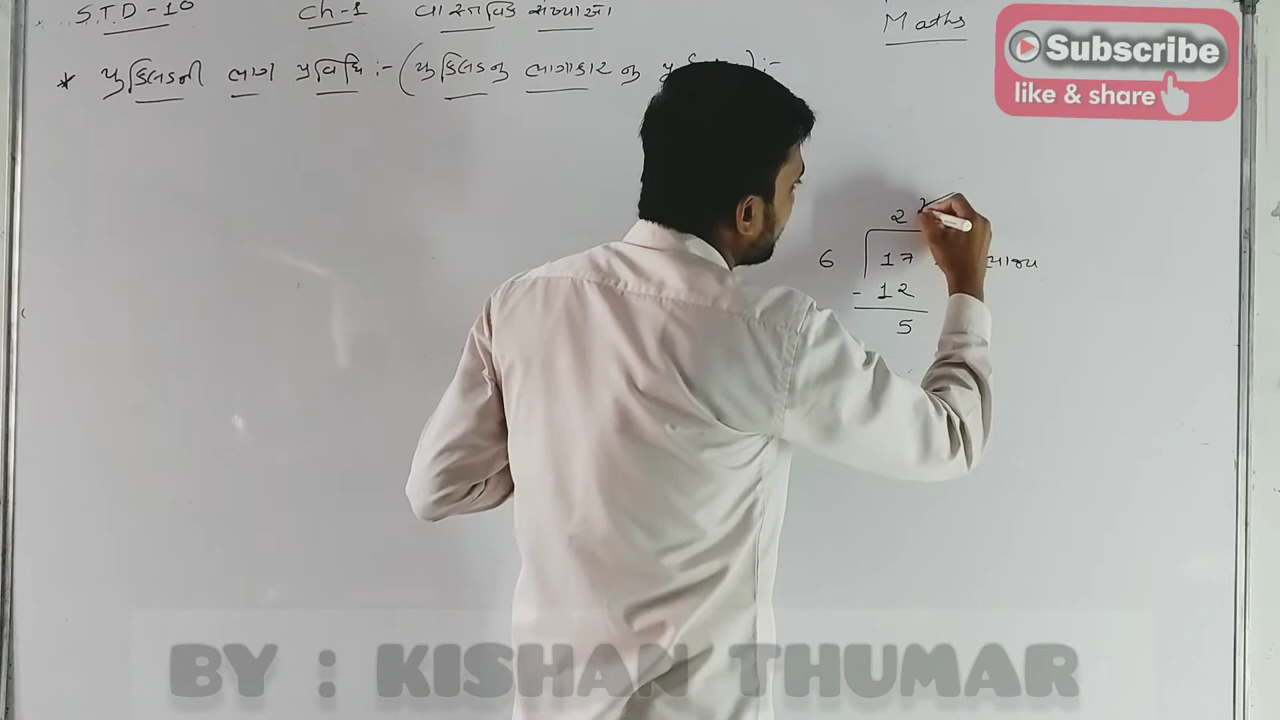 S.T.D - 10 Ch-1 વાસ્તવિક સંખ્યાઓ Maths
* યુક્લિડની ભાગ પ્રવિધિ :- (યુક્લિડનુ ભાગાકાર નુ :-
Subscribe
like & share
2
6 17 ભાજ્ય
- 12
5
BY : KISHAN THUMAR